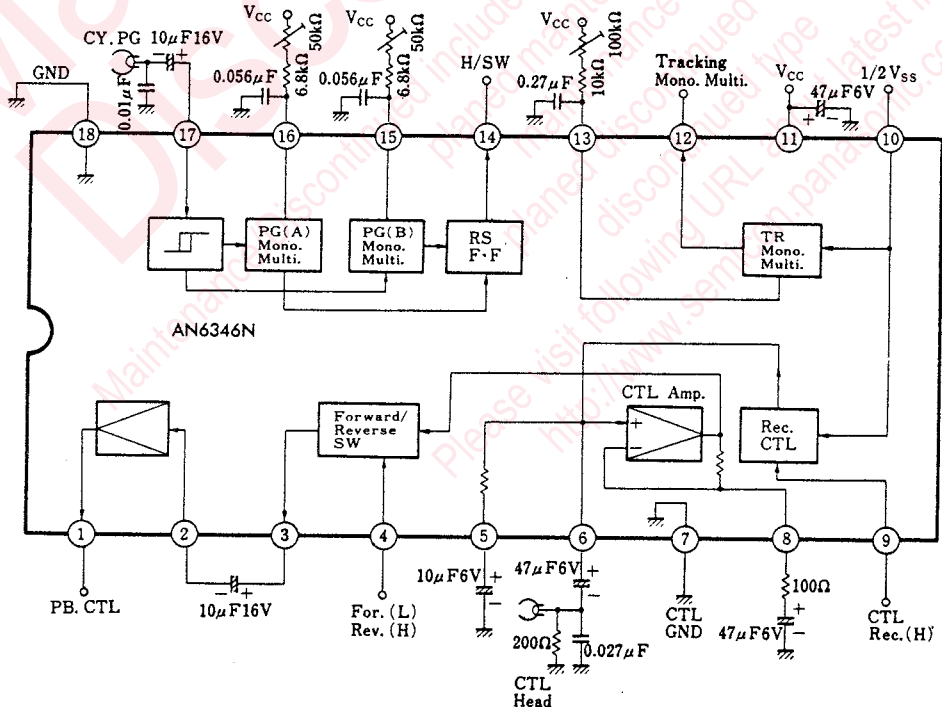 CY. PG 10μF16V
GND
0.01μF
VCC
50kΩ
6.8kΩ
0.056μF
VCC
50kΩ
6.8kΩ
0.056μF
H/SW
VCC
100kΩ
10kΩ
0.27μF
Tracking
Mono. Multi.
VCC
47μF6V
1/2 VSS
18
17
16
15
14
13
12
11
10
PG(A)
Mono.
Multi.
PG(B)
Mono.
Multi.
RS
F·F
TR
Mono.
Multi.
AN6346N
Forward/
Reverse
SW
CTL Amp.
Rec.
CTL
1
2
3
4
5
6
7
8
9
PB. CTL
10μF16V
For. (L)
Rev. (H)
10μF6V
47μF6V
200Ω
0.027μF
CTL
Head
CTL
GND
100Ω
47μF6V
CTL
Rec. (H)
Please visit following URL